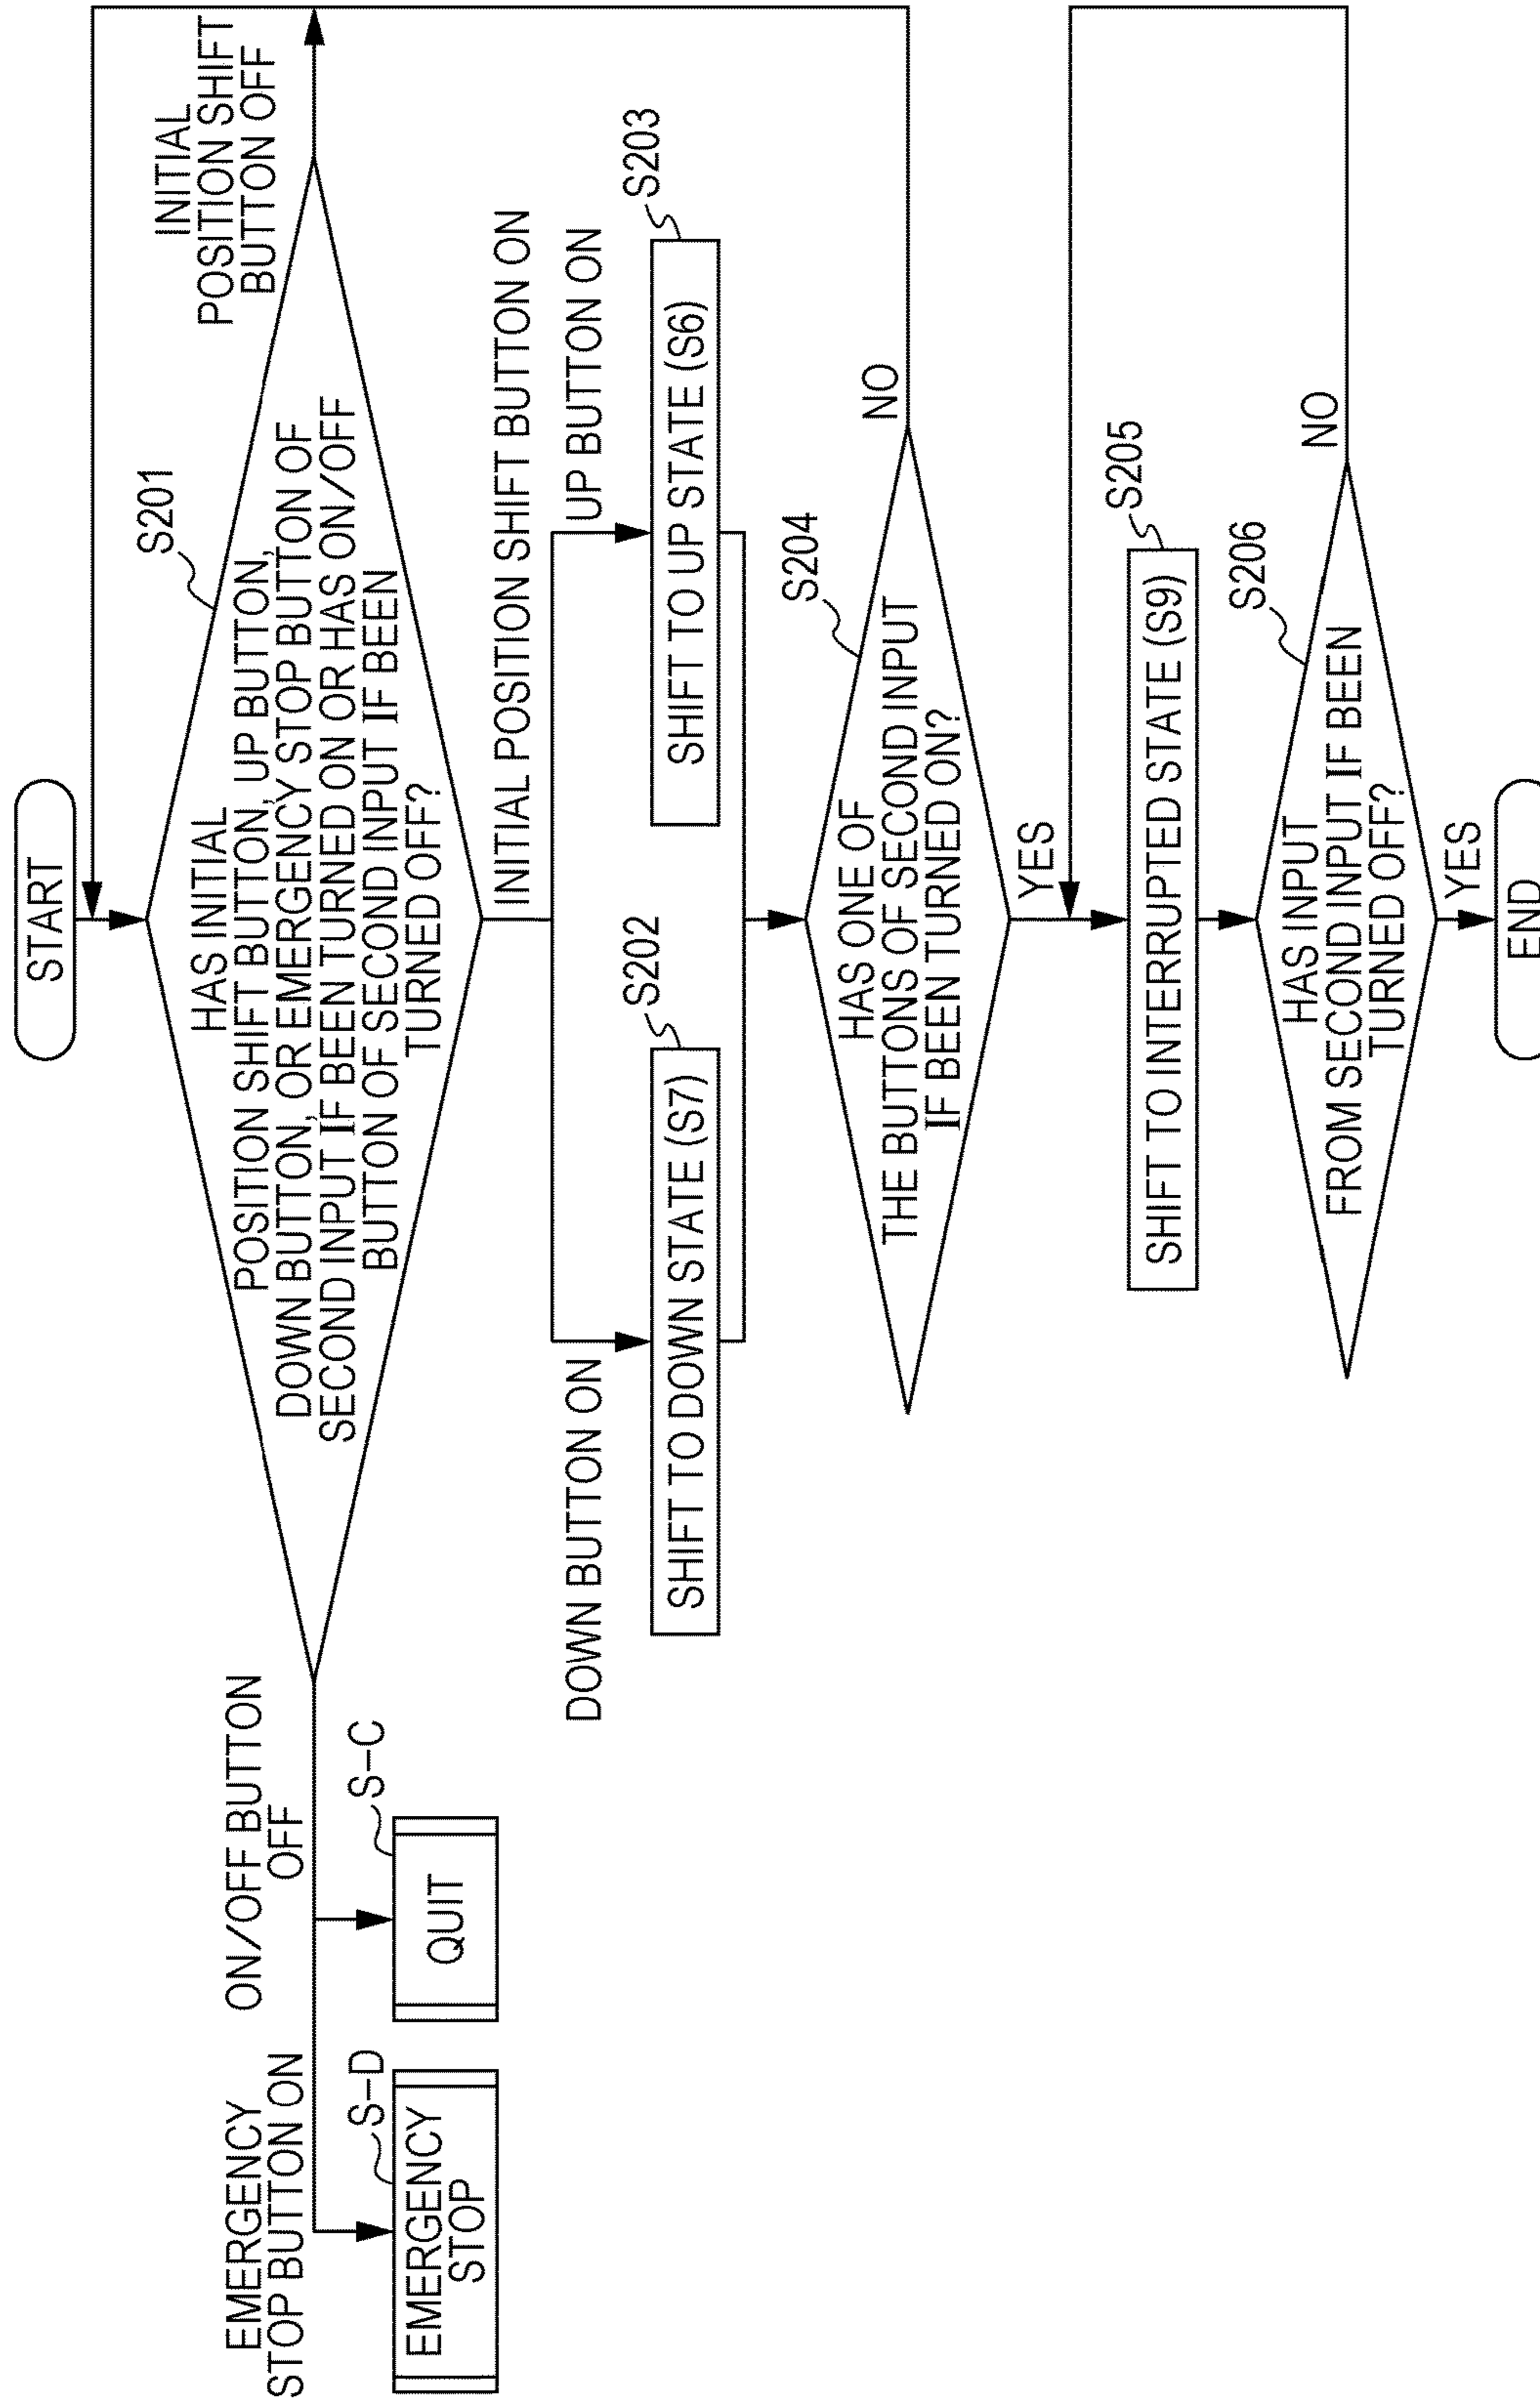 START
S201
HAS INITIAL
POSITION SHIFT BUTTON, UP BUTTON,
DOWN BUTTON, OR EMERGENCY STOP BUTTON OF
SECOND INPUT IF BEEN TURNED ON OR HAS ON/OFF
BUTTON OF SECOND INPUT IF BEEN
TURNED OFF?
INITIAL
POSITION SHIFT
BUTTON OFF
EMERGENCY
STOP BUTTON ON
ON/OFF BUTTON
OFF
S-D
EMERGENCY
STOP
S-C
QUIT
INITIAL POSITION SHIFT BUTTON ON
DOWN BUTTON ON
UP BUTTON ON
S202
SHIFT TO DOWN STATE (S7)
S203
SHIFT TO UP STATE (S6)
S204
HAS ONE OF
THE BUTTONS OF SECOND INPUT
IF BEEN TURNED ON?
NO
YES
S205
SHIFT TO INTERRUPTED STATE (S9)
S206
HAS INPUT
FROM SECOND INPUT IF BEEN
TURNED OFF?
NO
YES
END